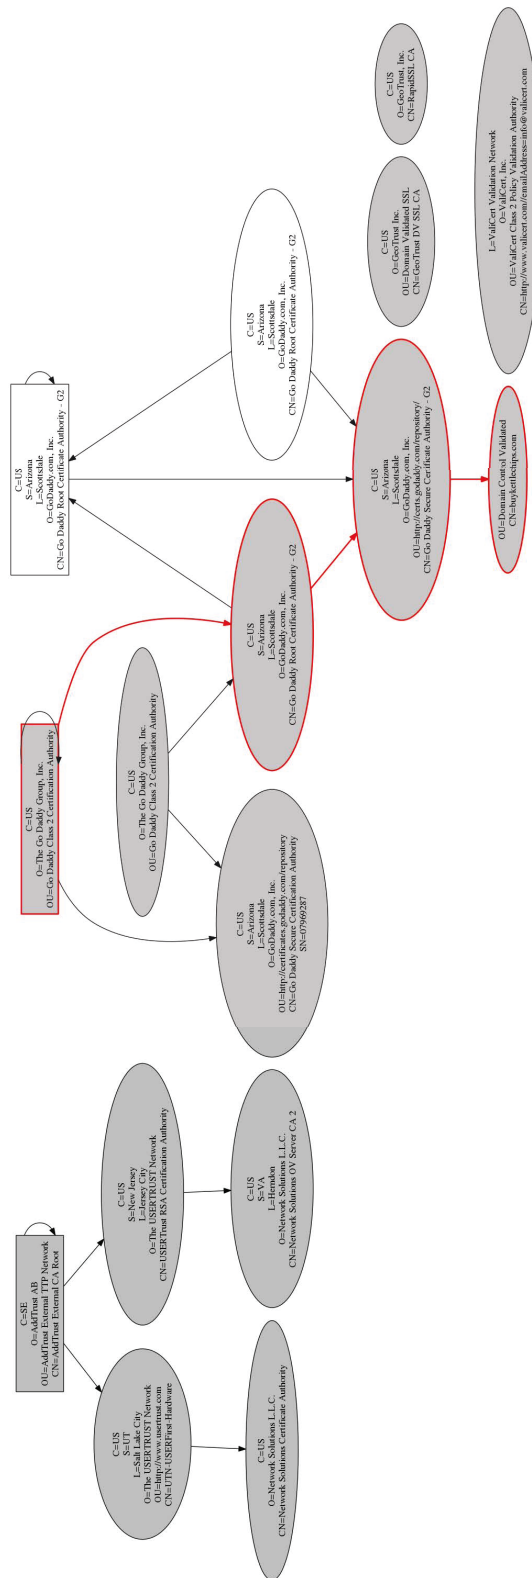 C=SE
O=AddTrust AB
OU=AddTrust External TTP Network
CN=AddTrust External CA Root
C=US
O=The Go Daddy Group, Inc.
OU=Go Daddy Class 2 Certification Authority
C=US
S=Arizona
L=Scottsdale
O=GoDaddy.com, Inc.
CN=Go Daddy Root Certificate Authority - G2
C=US
S=UT
L=Salt Lake City
O=The USERTRUST Network
OU=http://www.usertrust.com
CN=UTN-USERFirst-Hardware
C=US
S=New Jersey
L=Jersey City
O=The USERTRUST Network
CN=USERTrust RSA Certification Authority
C=US
O=The Go Daddy Group, Inc.
OU=Go Daddy Class 2 Certification Authority
C=US
O=Network Solutions L.L.C.
CN=Network Solutions Certificate Authority
C=US
S=VA
L=Herndon
O=Network Solutions L.L.C.
CN=Network Solutions OV Server CA 2
C=US
S=Arizona
L=Scottsdale
O=GoDaddy.com, Inc.
OU=http://certificates.godaddy.com/repository
CN=Go Daddy Secure Certification Authority
SN=07969287
C=US
S=Arizona
L=Scottsdale
O=GoDaddy.com, Inc.
CN=Go Daddy Root Certificate Authority - G2
C=US
S=Arizona
L=Scottsdale
O=GoDaddy.com, Inc.
CN=Go Daddy Root Certificate Authority - G2
C=US
S=Arizona
L=Scottsdale
O=GoDaddy.com, Inc.
OU=http://certs.godaddy.com/repository/
CN=Go Daddy Secure Certificate Authority - G2
C=US
O=GeoTrust Inc.
OU=Domain Validated SSL
CN=GeoTrust DV SSL CA
C=US
O=GeoTrust, Inc.
CN=RapidSSL CA
OU=Domain Control Validated
CN=buykettlechips.com
L=ValiCert Validation Network
O=ValiCert, Inc.
OU=ValiCert Class 2 Policy Validation Authority
CN=http://www.valicert.com//emailAddress=info@valicert.com